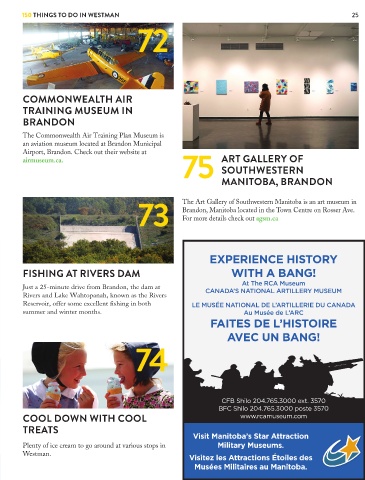 150 THINGS TO DO IN WESTMAN
25
72
COMMONWEALTH AIR
TRAINING MUSEUM IN
BRANDON
The Commonwealth Air Training Plan Museum is
an aviation museum located at Brandon Municipal
Airport, Brandon. Check out their website at
airmuseum.ca.
73
FISHING AT RIVERS DAM
Just a 25-minute drive from Brandon, the dam at
Rivers and Lake Wahtopanah, known as the Rivers
Reservoir, offer some excellent fishing in both
summer and winter months.
74
COOL DOWN WITH COOL
TREATS
Plenty of ice cream to go around at various stops in
Westman.
75
ART GALLERY OF
SOUTHWESTERN
MANITOBA, BRANDON
The Art Gallery of Southwestern Manitoba is an art museum in
Brandon, Manitoba located in the Town Centre on Rosser Ave.
For more details check out agsm.ca
EXPERIENCE HISTORY
WITH A BANG!
At The RCA Museum
CANADA'S NATIONAL ARTILLERY MUSEUM
LE MUSÉE NATIONAL DE L'ARTILLERIE DU CANADA
Au Musée de L'ARC
FAITES DE L'HISTOIRE
AVEC UN BANG!
CFB Shilo 204.765.3000 ext. 3570
BFC Shilo 204.765.3000 poste 3570
www.rcamuseum.com
Visit Manitoba's Star Attraction
Military Museums.
Visitez les Attractions Étoiles des
Musées Militaires au Manitoba.